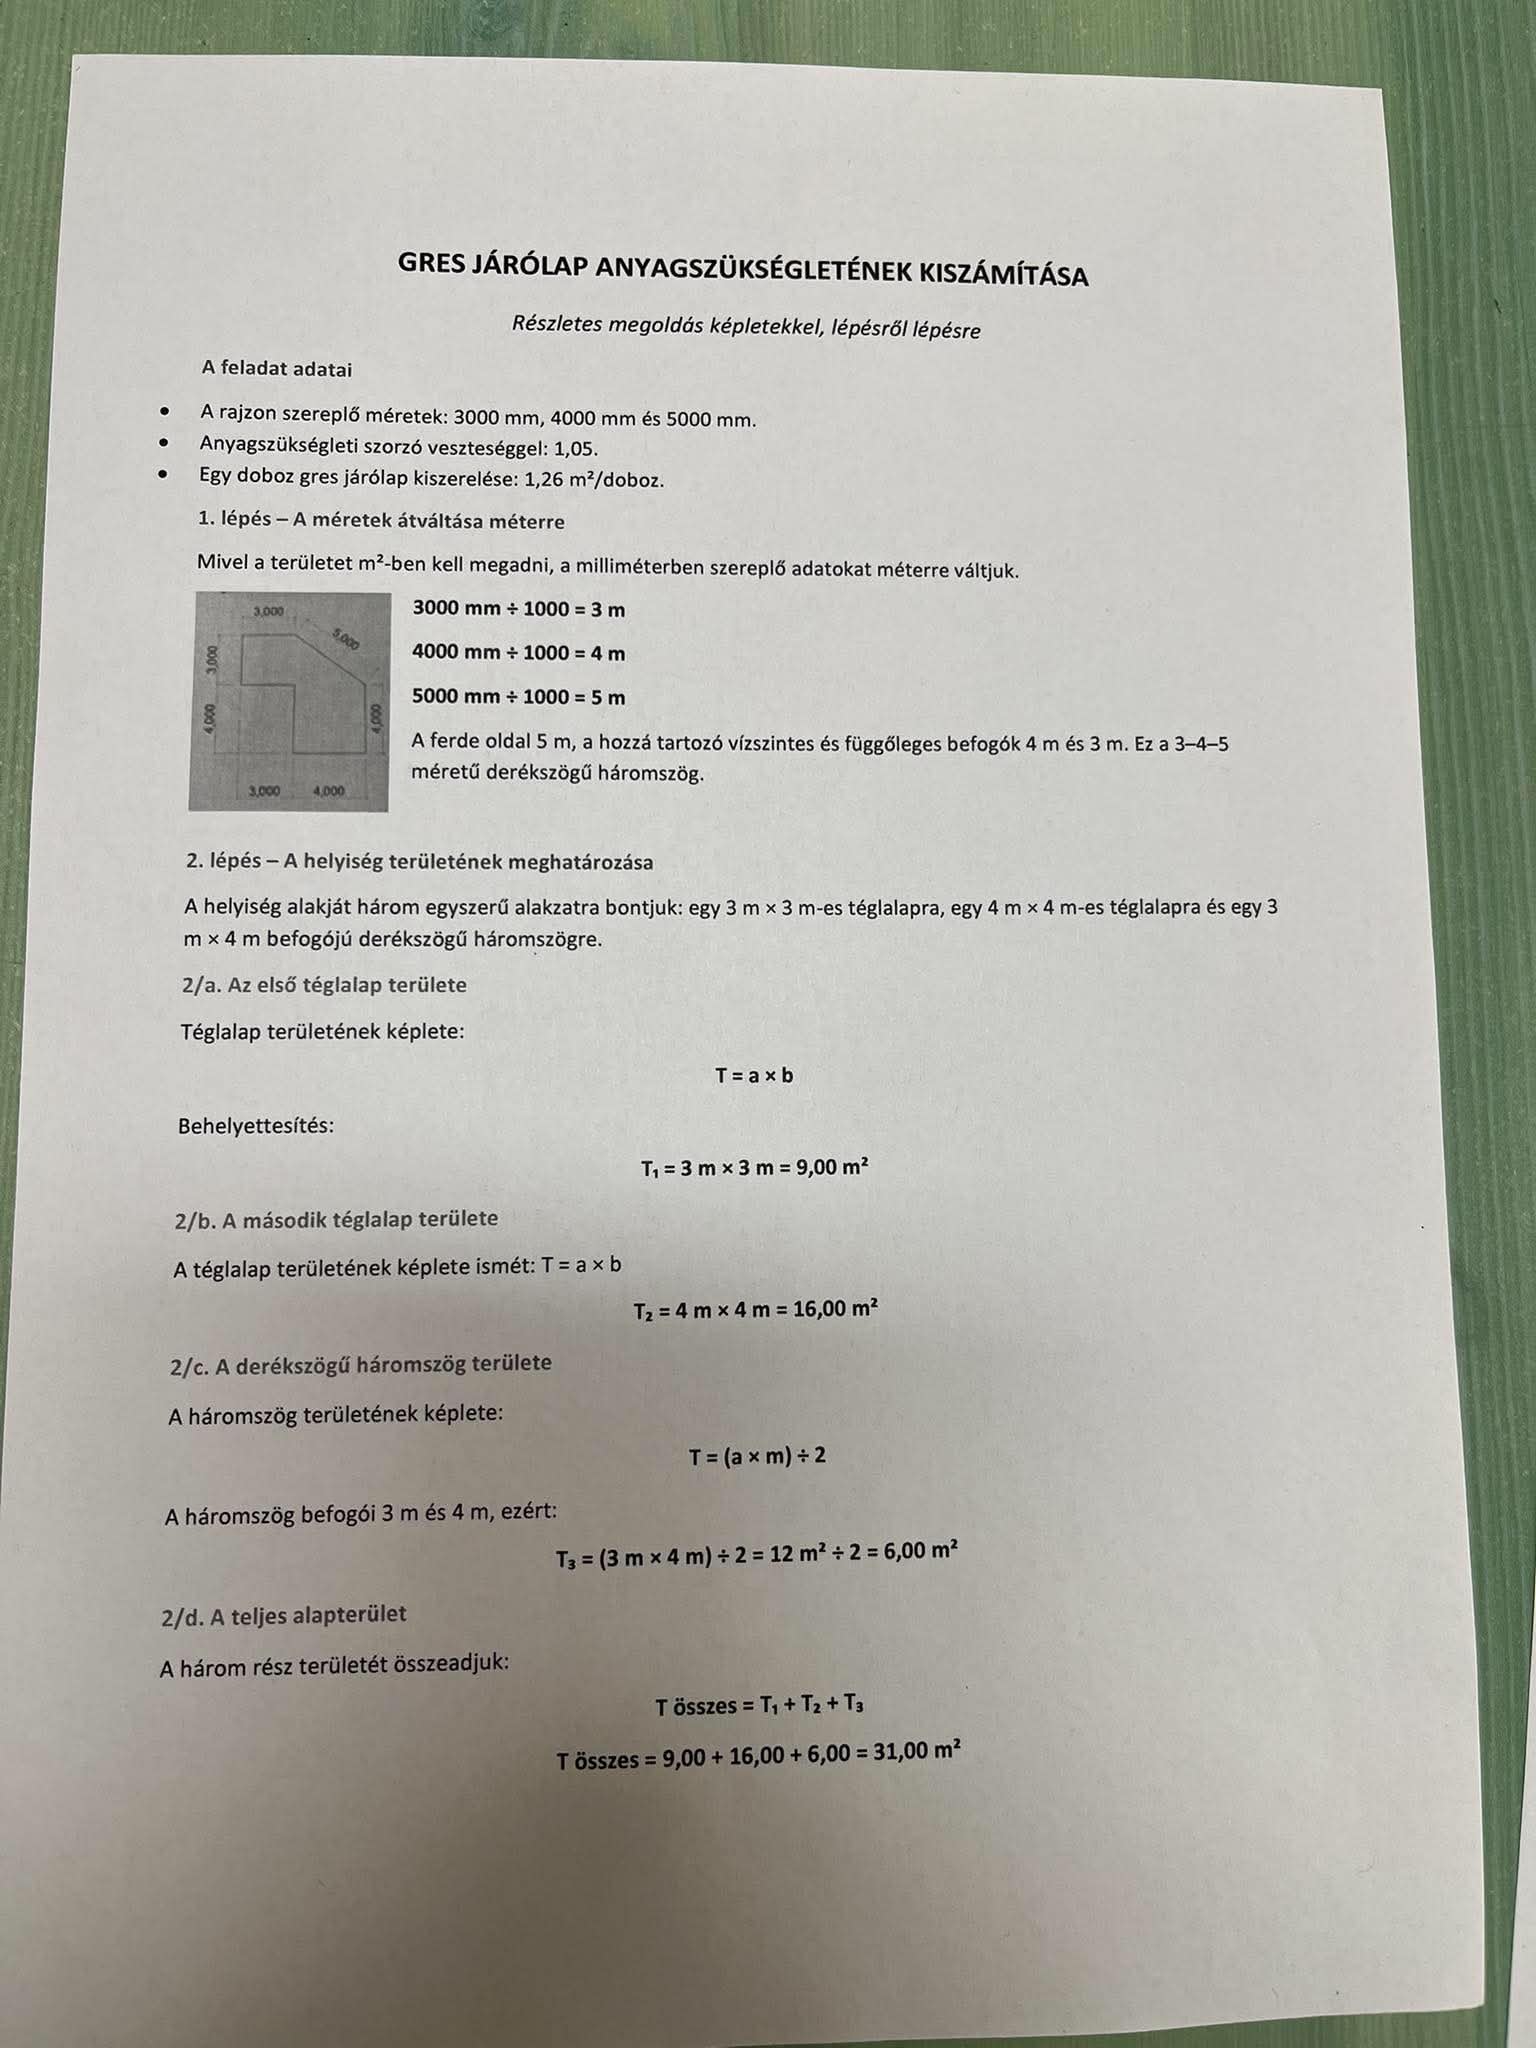 GRES JÁRÓLAP ANYAGSZÜKSÉGLETÉNEK KISZÁMÍTÁSA
Részletes megoldás képletekkel, lépésről lépésre
A feladat adatai
• A rajzon szereplő méretek: 3000 mm, 4000 mm és 5000 mm.
• Anyagszükségleti szorzó veszteséggel: 1,05.
• Egy doboz gres járólap kiszerelése: 1,26 m²/doboz.
1. lépés – A méretek átváltása méterre
Mivel a területet m²-ben kell megadni, a milliméterben szereplő adatokat méterre váltjuk.
3,000
5,000
3,000
4,000
4,000
3,000
4,000
3000 mm ÷ 1000 = 3 m
4000 mm ÷ 1000 = 4 m
5000 mm ÷ 1000 = 5 m
A ferde oldal 5 m, a hozzá tartozó vízszintes és függőleges befogók 4 m és 3 m. Ez a 3–4–5
méretű derékszögű háromszög.
2. lépés – A helyiség területének meghatározása
A helyiség alakját három egyszerű alakzatra bontjuk: egy 3 m × 3 m-es téglalapra, egy 4 m × 4 m-es téglalapra és egy 3
m × 4 m befogójú derékszögű háromszögre.
2/a. Az első téglalap területe
Téglalap területének képlete:
T = a × b
Behelyettesítés:
T₁ = 3 m × 3 m = 9,00 m²
2/b. A második téglalap területe
A téglalap területének képlete ismét: T = a × b
T₂ = 4 m × 4 m = 16,00 m²
2/c. A derékszögű háromszög területe
A háromszög területének képlete:
T = (a × m) ÷ 2
A háromszög befogói 3 m és 4 m, ezért:
T₃ = (3 m × 4 m) ÷ 2 = 12 m² ÷ 2 = 6,00 m²
2/d. A teljes alapterület
A három rész területét összeadjuk:
T összes = T₁ + T₂ + T₃
T összes = 9,00 + 16,00 + 6,00 = 31,00 m²